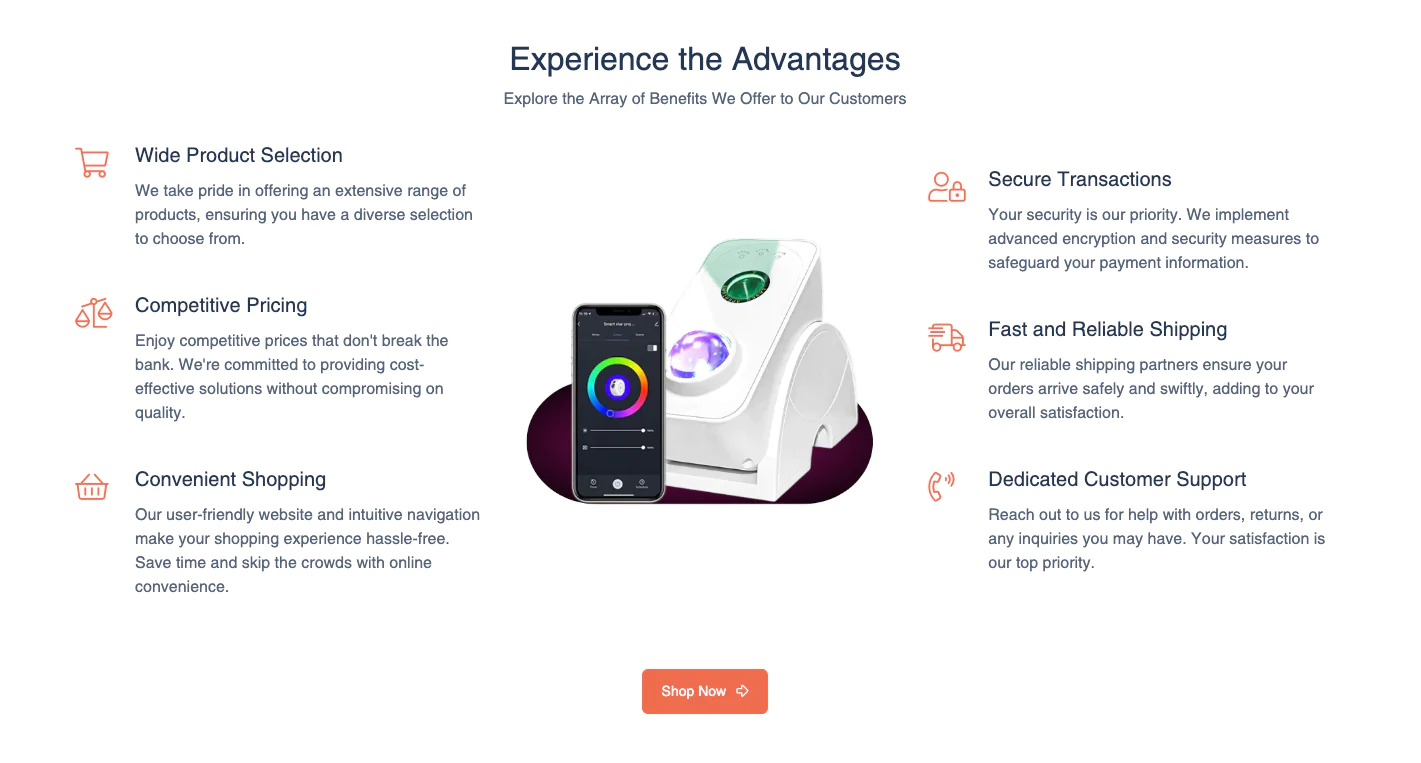 Experience the Advantages
Explore the Array of Benefits We Offer to Our Customers
Wide Product Selection
We take pride in offering an extensive range of
products, ensuring you have a diverse selection
to choose from.
Competitive Pricing
Enjoy competitive prices that don't break the
bank. We're committed to providing cost-
effective solutions without compromising on
quality.
Convenient Shopping
Our user-friendly website and intuitive navigation
make your shopping experience hassle-free.
Save time and skip the crowds with online
convenience.
Secure Transactions
Your security is our priority. We implement
advanced encryption and security measures to
safeguard your payment information.
Fast and Reliable Shipping
Our reliable shipping partners ensure your
orders arrive safely and swiftly, adding to your
overall satisfaction.
Dedicated Customer Support
Reach out to us for help with orders, returns, or
any inquiries you may have. Your satisfaction is
our top priority.
Shop Now